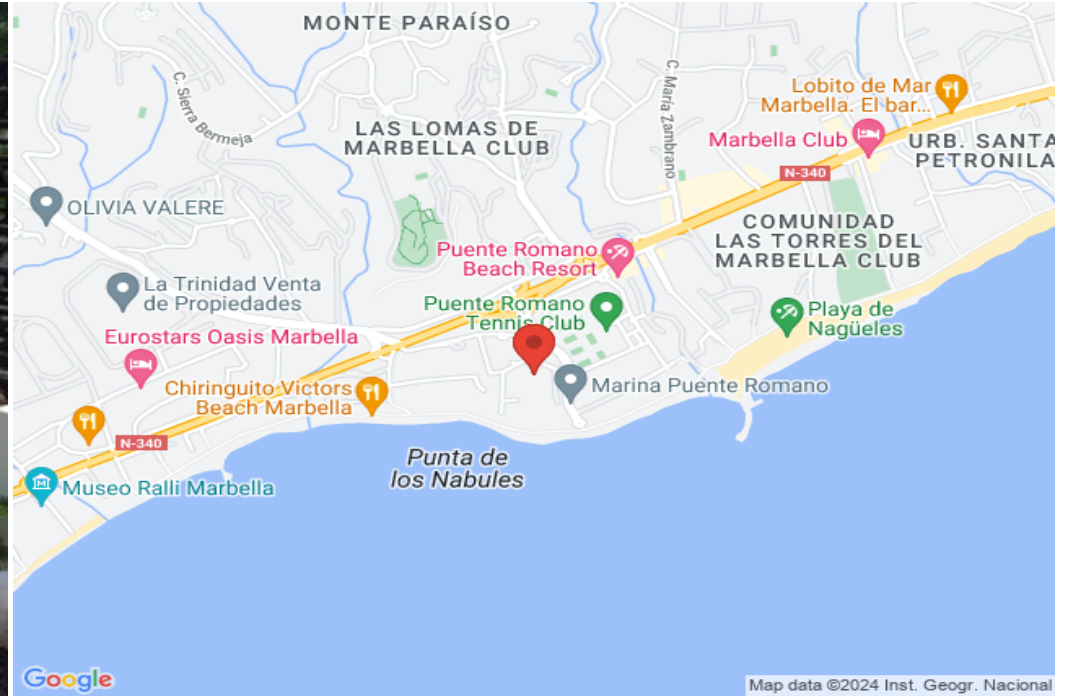 MONTE PARAÍSO
C. Sierra Bermeja
C. María Zambrano
Lobito de Mar
Marbella. El bar...
LAS LOMAS DE
MARBELLA CLUB
Marbella Club
URB. SANTA
PETRONILA
N-340
OLIVIA VALERE
COMUNIDAD
LAS TORRES DEL
MARBELLA CLUB
Puente Romano
Beach Resort
La Trinidad Venta
de Propiedades
Puente Romano
Tennis Club
Playa de
Nagüeles
Eurostars Oasis Marbella
Chiringuito Victors
Beach Marbella
Marina Puente Romano
N-340
Punta de
los Nabules
Museo Ralli Marbella
Google
Map data ©2024 Inst. Geogr. Nacional